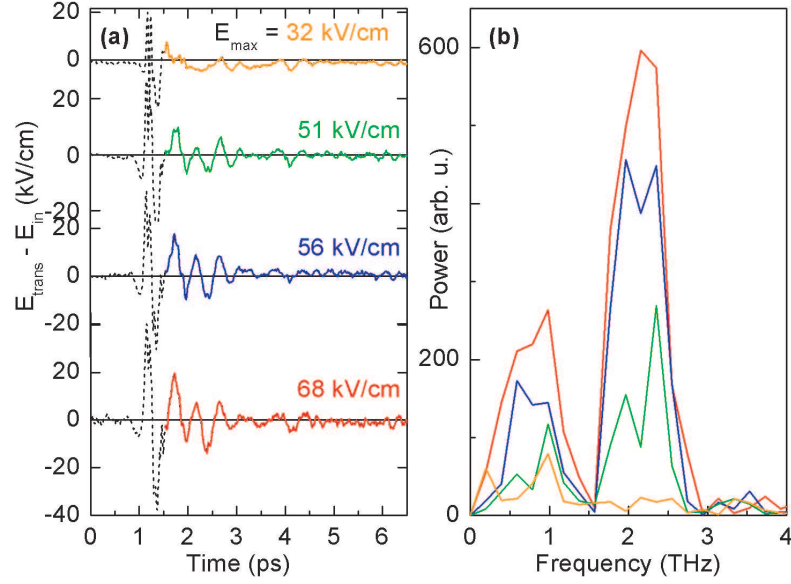 (a)
E_max = 32 kV/cm
51 kV/cm
56 kV/cm
68 kV/cm
20
0
20
0
-20
20
0
-20
20
0
-20
-40
E_trans - E_in (kV/cm)
0 1 2 3 4 5 6
Time (ps)
(b)
600
200
0
Power (arb. u.)
0 1 2 3 4
Frequency (THz)